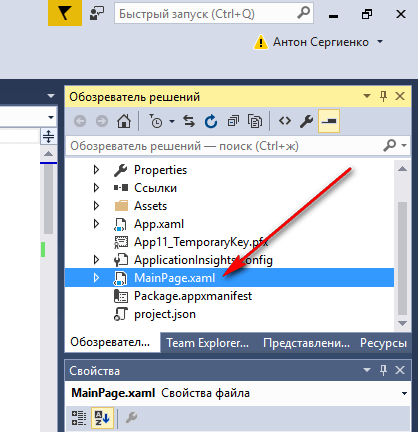 Быстрый запуск (Ctrl+Q)
Антон Сергиенко
Обозреватель решений
Обозреватель решений — поиск (Ctrl+ж)
Properties
Ссылки
Assets
App.xaml
App11_TemporaryKey.pfx
ApplicationInsights.config
MainPage.xaml
Package.appxmanifest
project.json
Обозревател...
Team Explorer...
Представлени...
Ресурсы
Свойства
MainPage.xaml Свойства файла